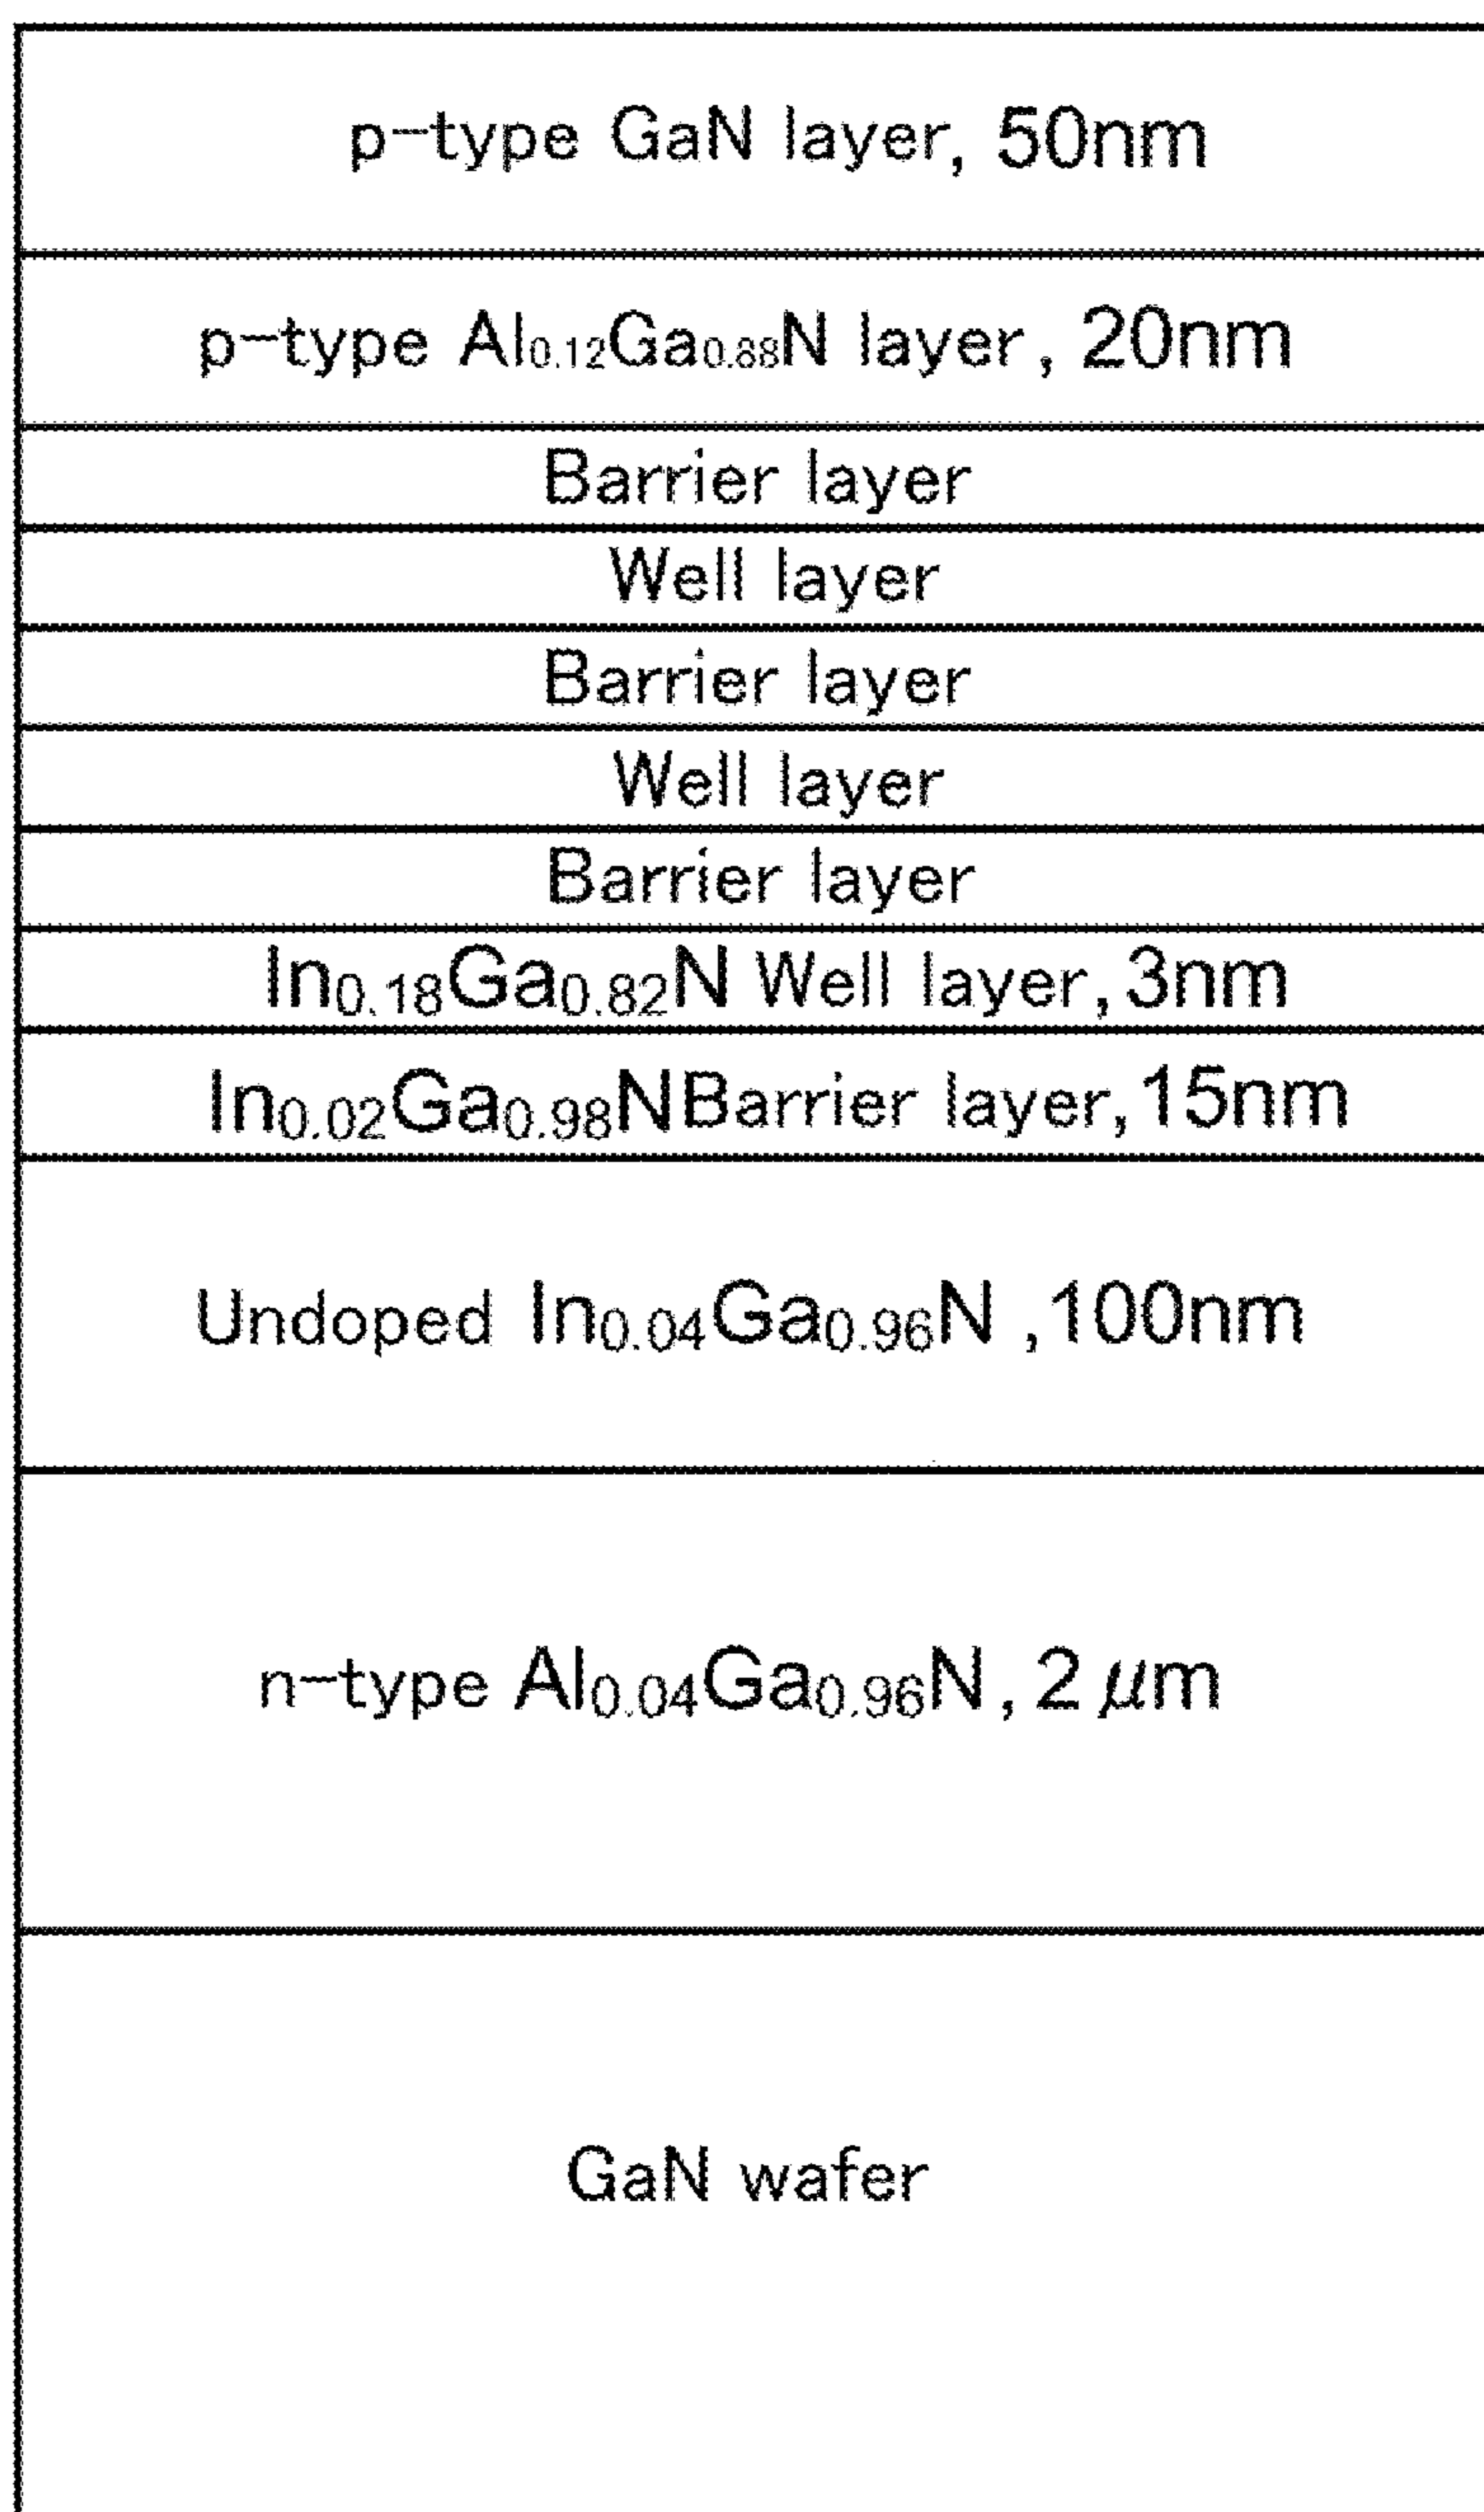 p-type GaN layer, 50nm
p-type Al0.12Ga0.88N layer, 20nm
Barrier layer
Well layer
Barrier layer
Well layer
Barrier layer
In0.18Ga0.82N Well layer, 3nm
In0.02Ga0.98NBarrier layer, 15nm
Undoped In0.04Ga0.96N ,100nm
n-type Al0.04Ga0.96N, 2μm
GaN wafer